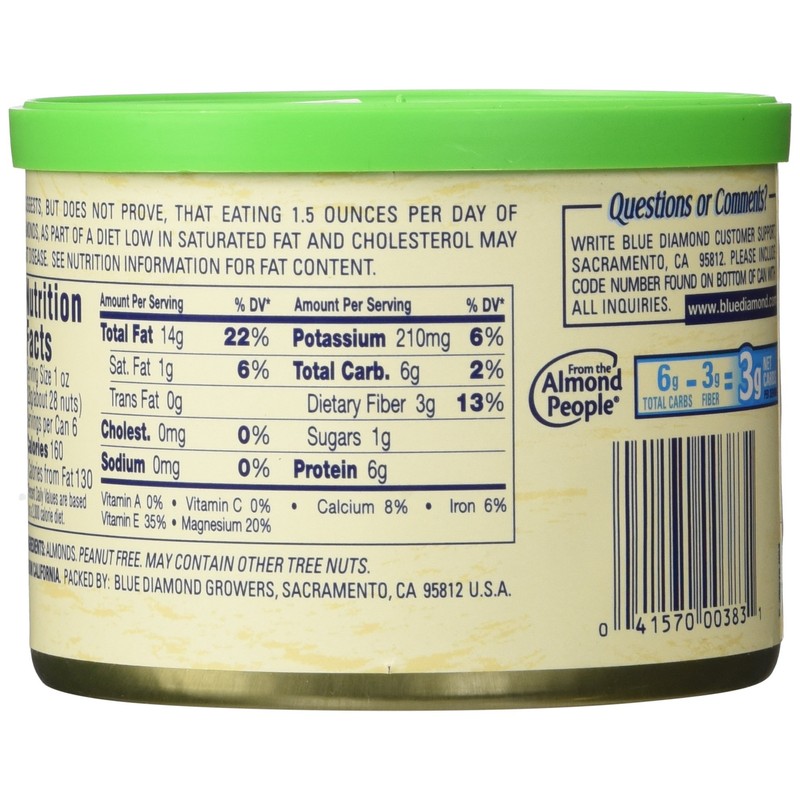 BUT DOES NOT PROVE, THAT EATING 1.5 OUNCES PER DAY OF
AS PART OF A DIET LOW IN SATURATED FAT AND CHOLESTEROL MAY
SEE NUTRITION INFORMATION FOR FAT CONTENT.
Nutrition
Facts
Size 1 oz
(about 28 nuts)
per Can 6
Calories 160
Calories from Fat 130
Daily Values are based
calorie diet.
Amount Per Serving % DV* Amount Per Serving % DV*
Total Fat 14g 22% Potassium 210mg 6%
Sat. Fat 1g 6% Total Carb. 6g 2%
Trans Fat 0g Dietary Fiber 3g 13%
Cholest. 0mg 0% Sugars 1g
Sodium 0mg 0% Protein 6g
Vitamin A 0% • Vitamin C 0% • Calcium 8% • Iron 6%
Vitamin E 35% • Magnesium 20%
ALMONDS. PEANUT FREE. MAY CONTAIN OTHER TREE NUTS.
CALIFORNIA. PACKED BY: BLUE DIAMOND GROWERS, SACRAMENTO, CA 95812 U.S.A.
Questions or Comments?
WRITE BLUE DIAMOND CUSTOMER SUPPORT,
SACRAMENTO, CA 95812. PLEASE INCLUDE
CODE NUMBER FOUND ON BOTTOM OF CAN WITH
ALL INQUIRIES. www.bluediamond.com
From the
Almond
People®
6g – 3g = 3g NET
TOTAL CARBS FIBER
0 41570 00383 1